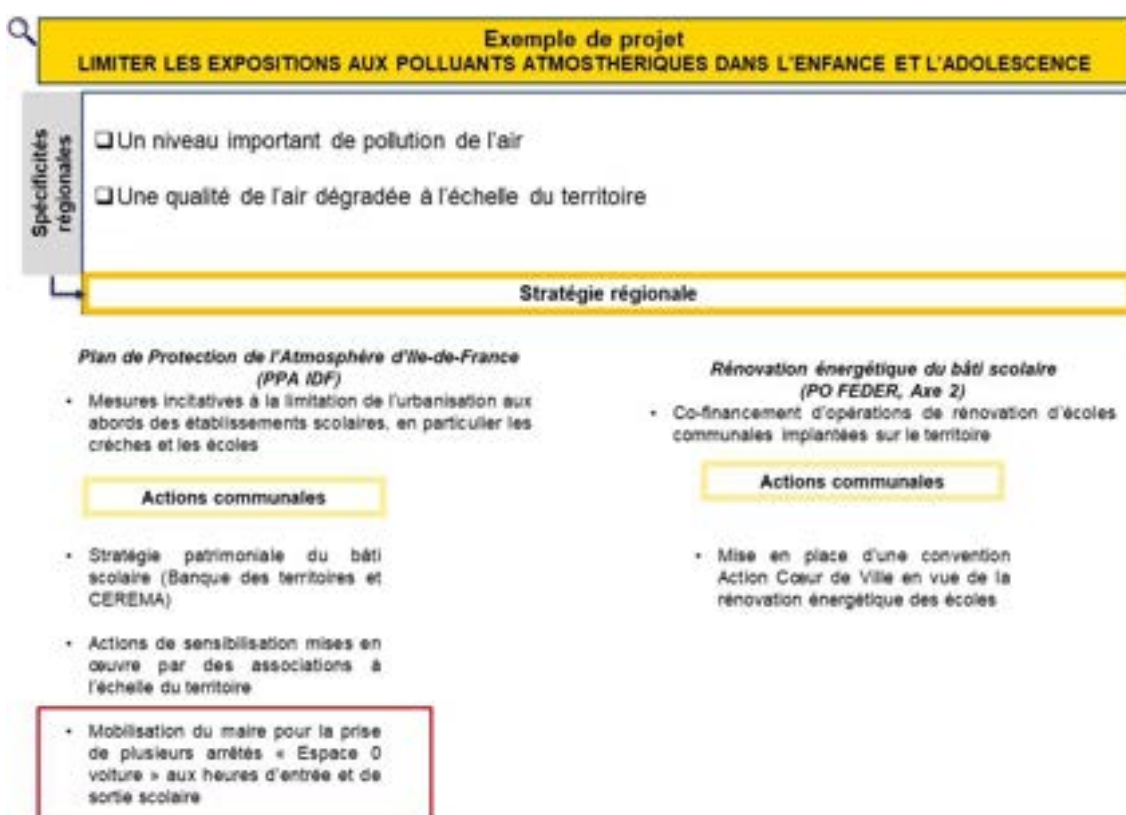 Exemple de projet
LIMITER LES EXPOSITIONS AUX POLLUANTS ATMOSTHERIQUES DANS L'ENFANCE ET L'ADOLESCENCE
Spécificités
régionales
❑ Un niveau important de pollution de l'air
❑ Une qualité de l'air dégradée à l'échelle du territoire
Stratégie régionale
Plan de Protection de l'Atmosphère d'Ile-de-France
(PPA IDF)
• Mesures incitatives à la limitation de l'urbanisation aux
abords des établissements scolaires, en particulier les
crèches et les écoles
Actions communales
• Stratégie patrimoniale du bâti
scolaire (Banque des territoires et
CEREMA)
• Actions de sensibilisation mises en
œuvre par des associations à
l'échelle du territoire
• Mobilisation du maire pour la prise
de plusieurs arrêtés « Espace 0
voiture » aux heures d'entrée et de
sortie scolaire
Rénovation énergétique du bâti scolaire
(PO FEDER, Axe 2)
• Co-financement d'opérations de rénovation d'écoles
communales implantées sur le territoire
Actions communales
• Mise en place d'une convention
Action Cœur de Ville en vue de la
rénovation énergétique des écoles